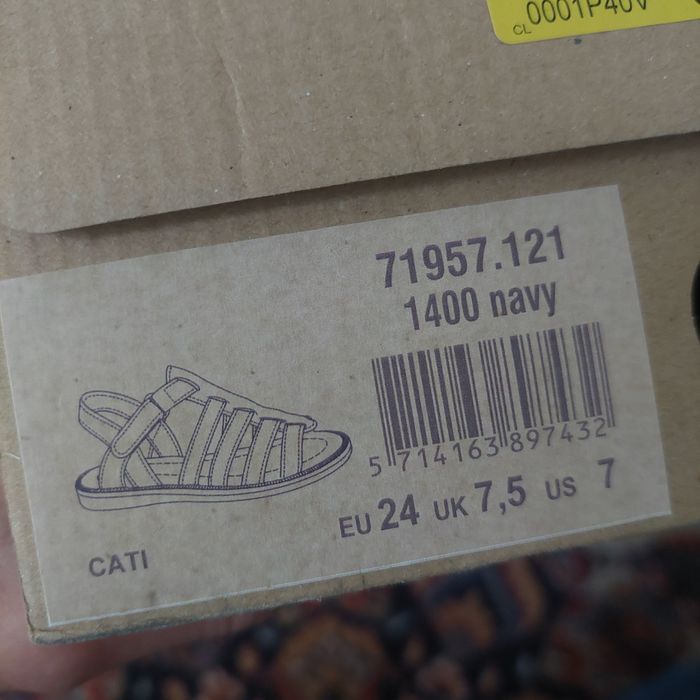 CL 0001P40V
71957.121
1400 navy
5 714163 897432
EU 24 UK 7,5 US 7
CATI